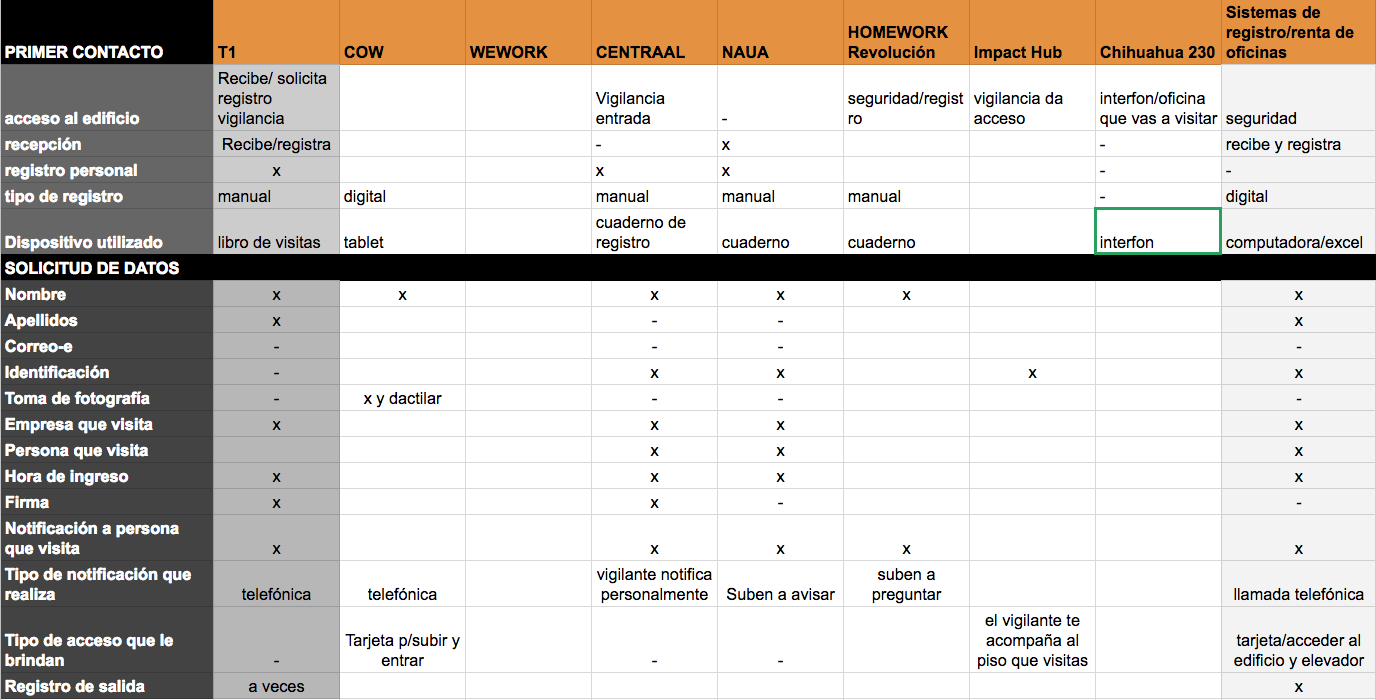 PRIMER CONTACTO T1 COW WEWORK CENTRAAL NAUA HOMEWORK Revolución Impact Hub Chihuahua 230 Sistemas de registro/renta de oficinas
acceso al edificio Recibe/ solicita registro vigilancia Vigilancia entrada - seguridad/registro vigilancia da acceso interfon/oficina que vas a visitar seguridad
recepción Recibe/registra - x - recibe y registra
registro personal x x x - -
tipo de registro manual digital manual manual manual - digital
Dispositivo utilizado libro de visitas tablet cuaderno de registro cuaderno cuaderno interfon computadora/excel
SOLICITUD DE DATOS
Nombre x x x x x x
Apellidos x - - x
Correo-e - - - -
Identificación - x x x x
Toma de fotografía - x y dactilar - - -
Empresa que visita x x x x
Persona que visita x x x
Hora de ingreso x x x x
Firma x x - -
Notificación a persona que visita x x x x x
Tipo de notificación que realiza telefónica telefónica vigilante notifica personalmente Suben a avisar suben a preguntar llamada telefónica
Tipo de acceso que le brindan - Tarjeta p/subir y entrar - - el vigilante te acompaña al piso que visitas tarjeta/acceder al edificio y elevador
Registro de salida a veces x